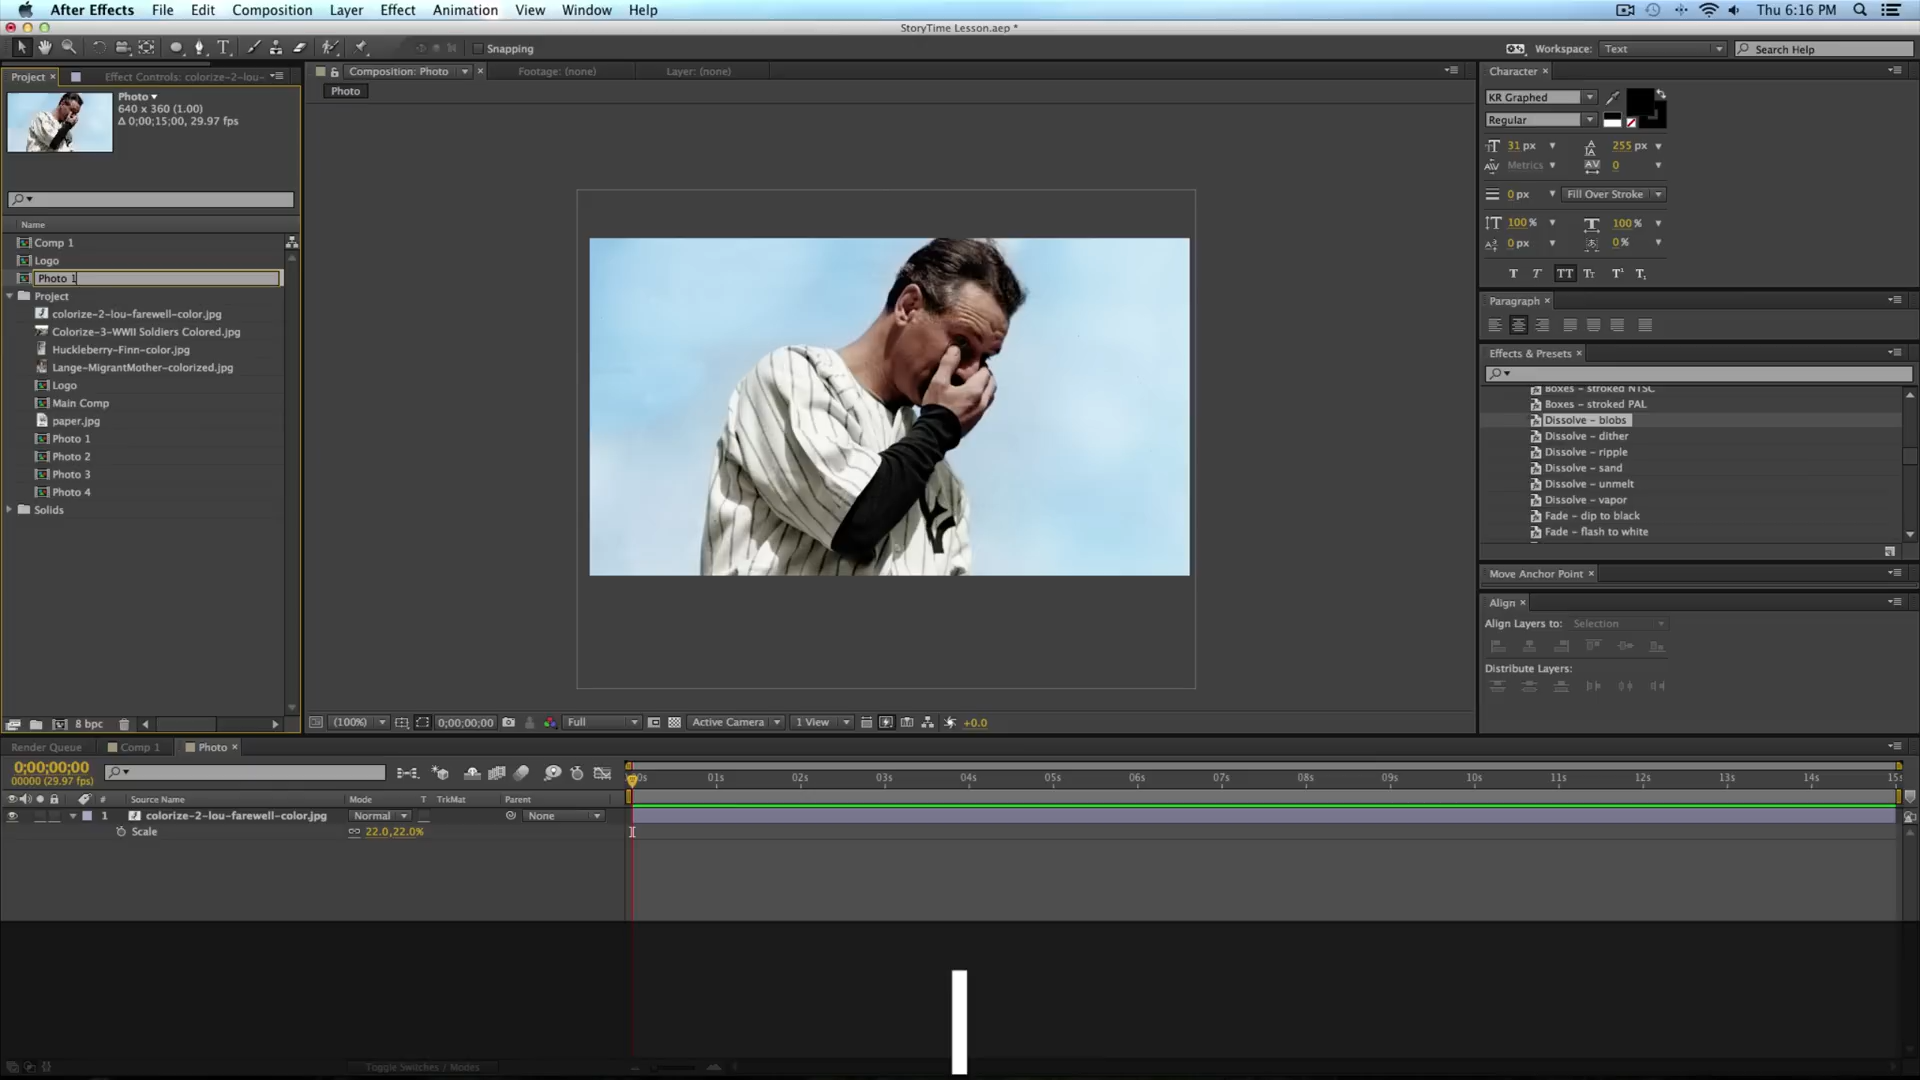 After Effects File Edit Composition Layer Effect Animation View Window Help Thu 6:16 PM
StoryTime Lesson.aep *
Snapping Workspace: Text Search Help
Project × Effect Controls: colorize-2-lou- Composition: Photo × Footage: (none) Layer: (none) Character ×
Photo
Photo▼
640 x 360 (1.00)
Δ 0;00;15;00, 29.97 fps
KR Graphed
Regular
31 px 255 px
Metrics 0
0 px Fill Over Stroke
100 % 100 %
0 px 0 %
T T TT Tt T¹ T₁
Name
Comp 1
Logo
Photo 1
Project
colorize-2-lou-farewell-color.jpg
Colorize-3-WWII Soldiers Colored.jpg
Huckleberry-Finn-color.jpg
Lange-MigrantMother-colorized.jpg
Logo
Main Comp
paper.jpg
Photo 1
Photo 2
Photo 3
Photo 4
Solids
Paragraph ×
Effects & Presets ×
Boxes - stroked NTSC
Boxes - stroked PAL
Dissolve - blobs
Dissolve - dither
Dissolve - ripple
Dissolve - sand
Dissolve - unmelt
Dissolve - vapor
Fade - dip to black
Fade - flash to white
Move Anchor Point ×
Align ×
Align Layers to: Selection
Distribute Layers:
8 bpc (100%) 0;00;00;00 Full Active Camera 1 View +0.0
Render Queue Comp 1 Photo ×
0;00;00;00
00000 (29.97 fps)
01s 02s 03s 04s 05s 06s 07s 08s 09s 10s 11s 12s 13s 14s 15s
# Source Name Mode T TrkMat Parent
1 colorize-2-lou-farewell-color.jpg Normal None
Scale 22.0,22.0%
Toggle Switches / Modes